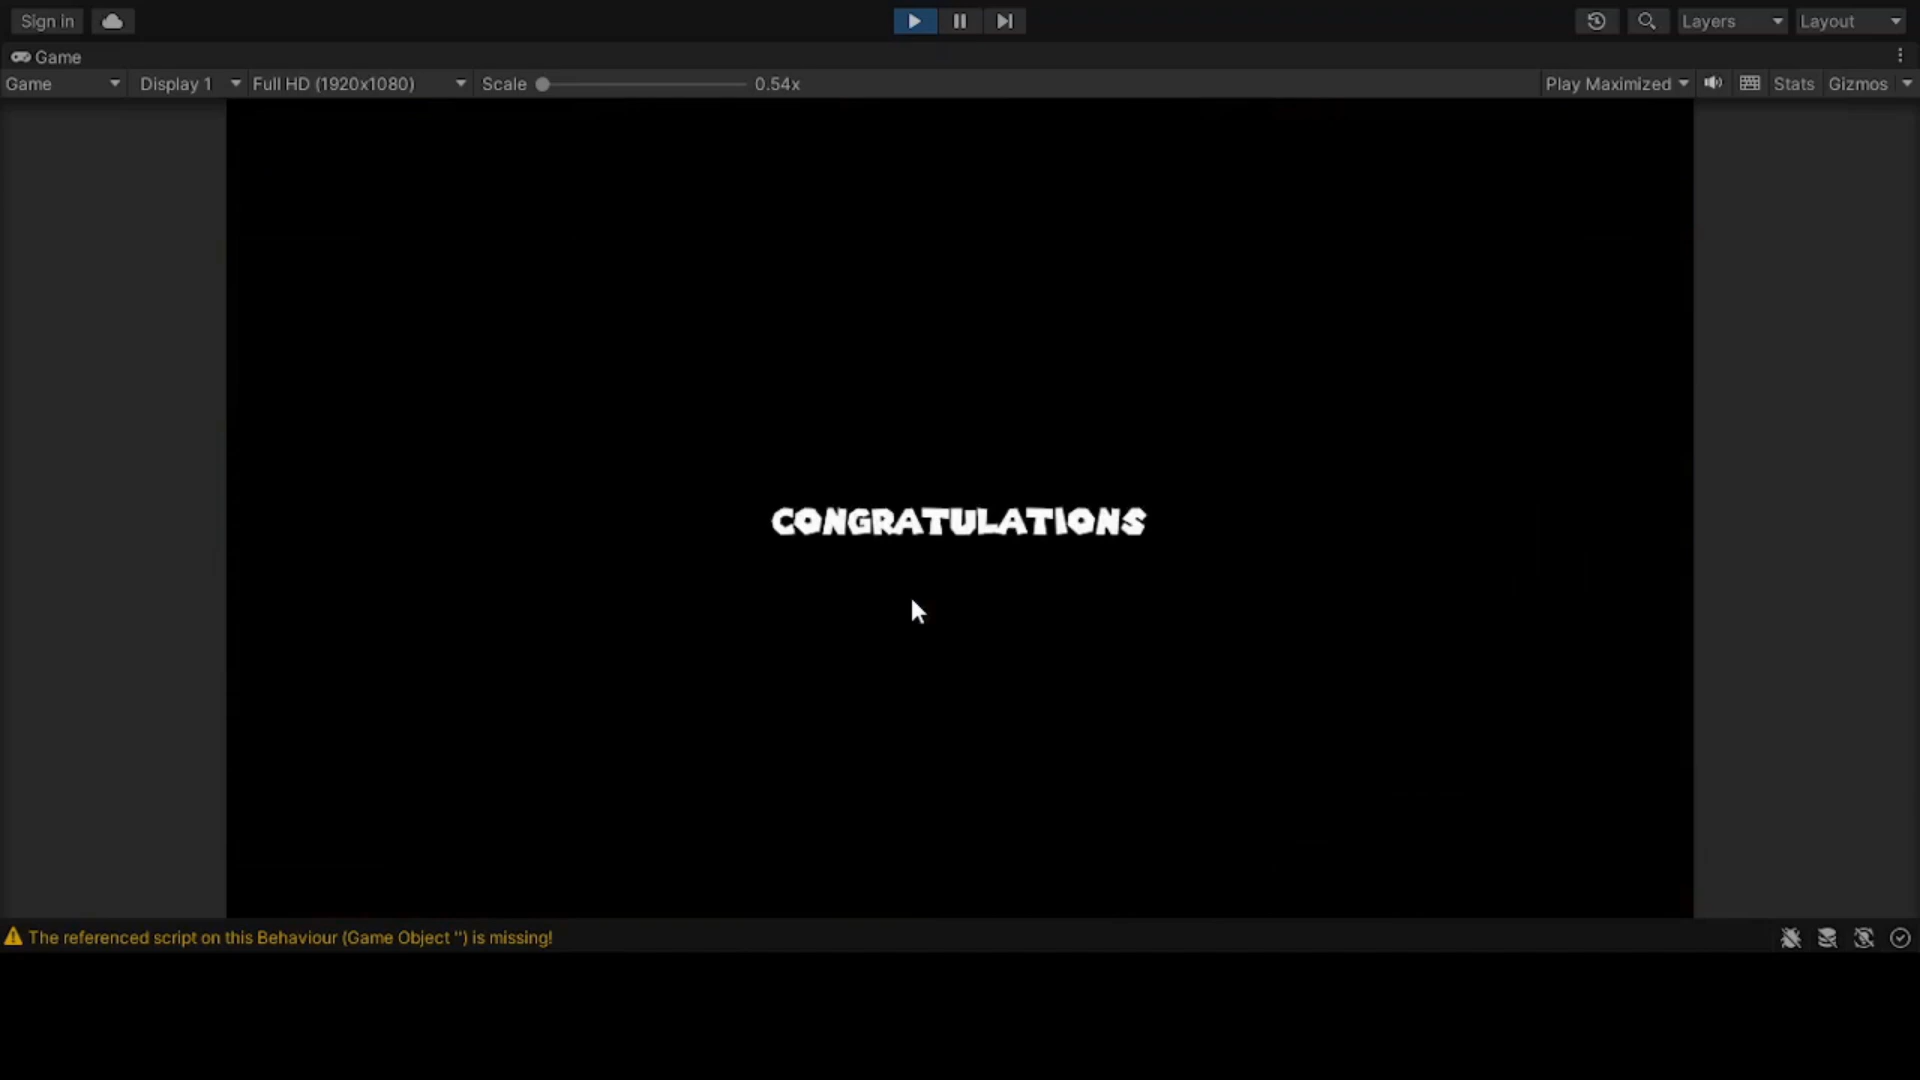 Sign in
Layers
Layout
Game
Game
Display 1
Full HD (1920x1080)
Scale
0.54x
Play Maximized
Stats
Gizmos
CONGRATULATIONS
The referenced script on this Behaviour (Game Object '') is missing!